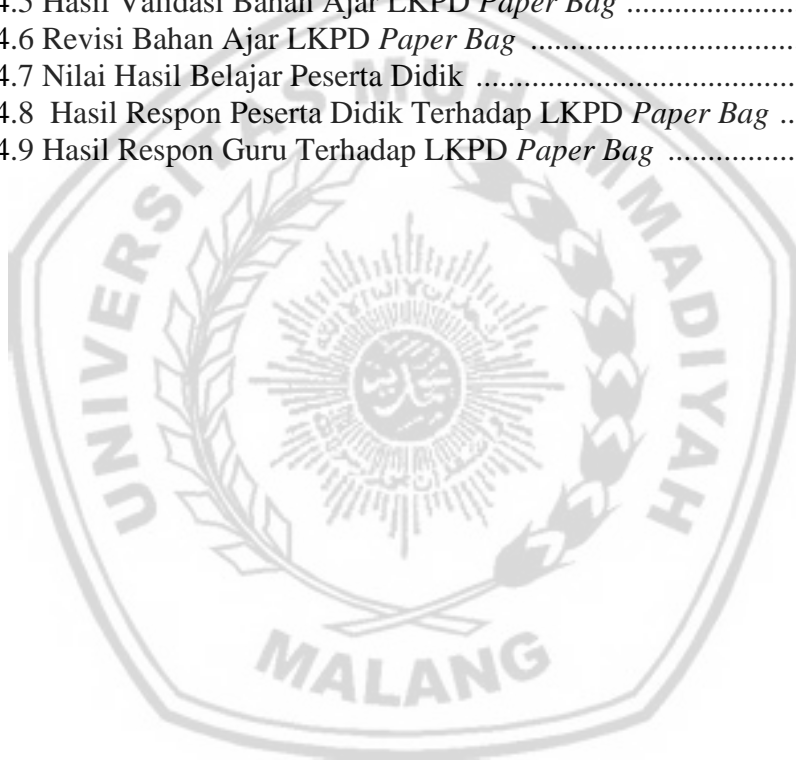 4.5 Hasil Validasi Bahan Ajar LKPD Paper Bag .....................
4.6 Revisi Bahan Ajar LKPD Paper Bag .................................
4.7 Nilai Hasil Belajar Peserta Didik ........................................
4.8 Hasil Respon Peserta Didik Terhadap LKPD Paper Bag ..
4.9 Hasil Respon Guru Terhadap LKPD Paper Bag ................
UNIVERSITAS MUHAMMADIYAH
MALANG